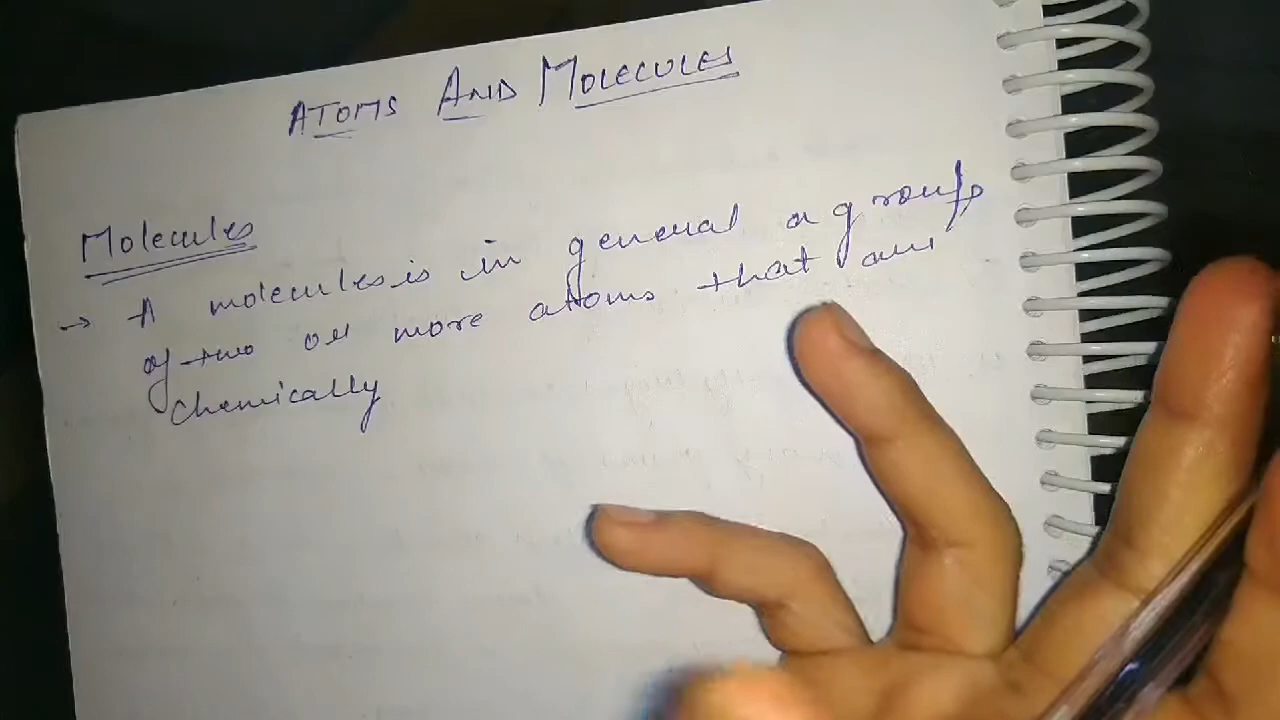 ATOMS AND MOLECULES
Molecules
→ A molecules is in general a group
of two or more atoms that are
chemically